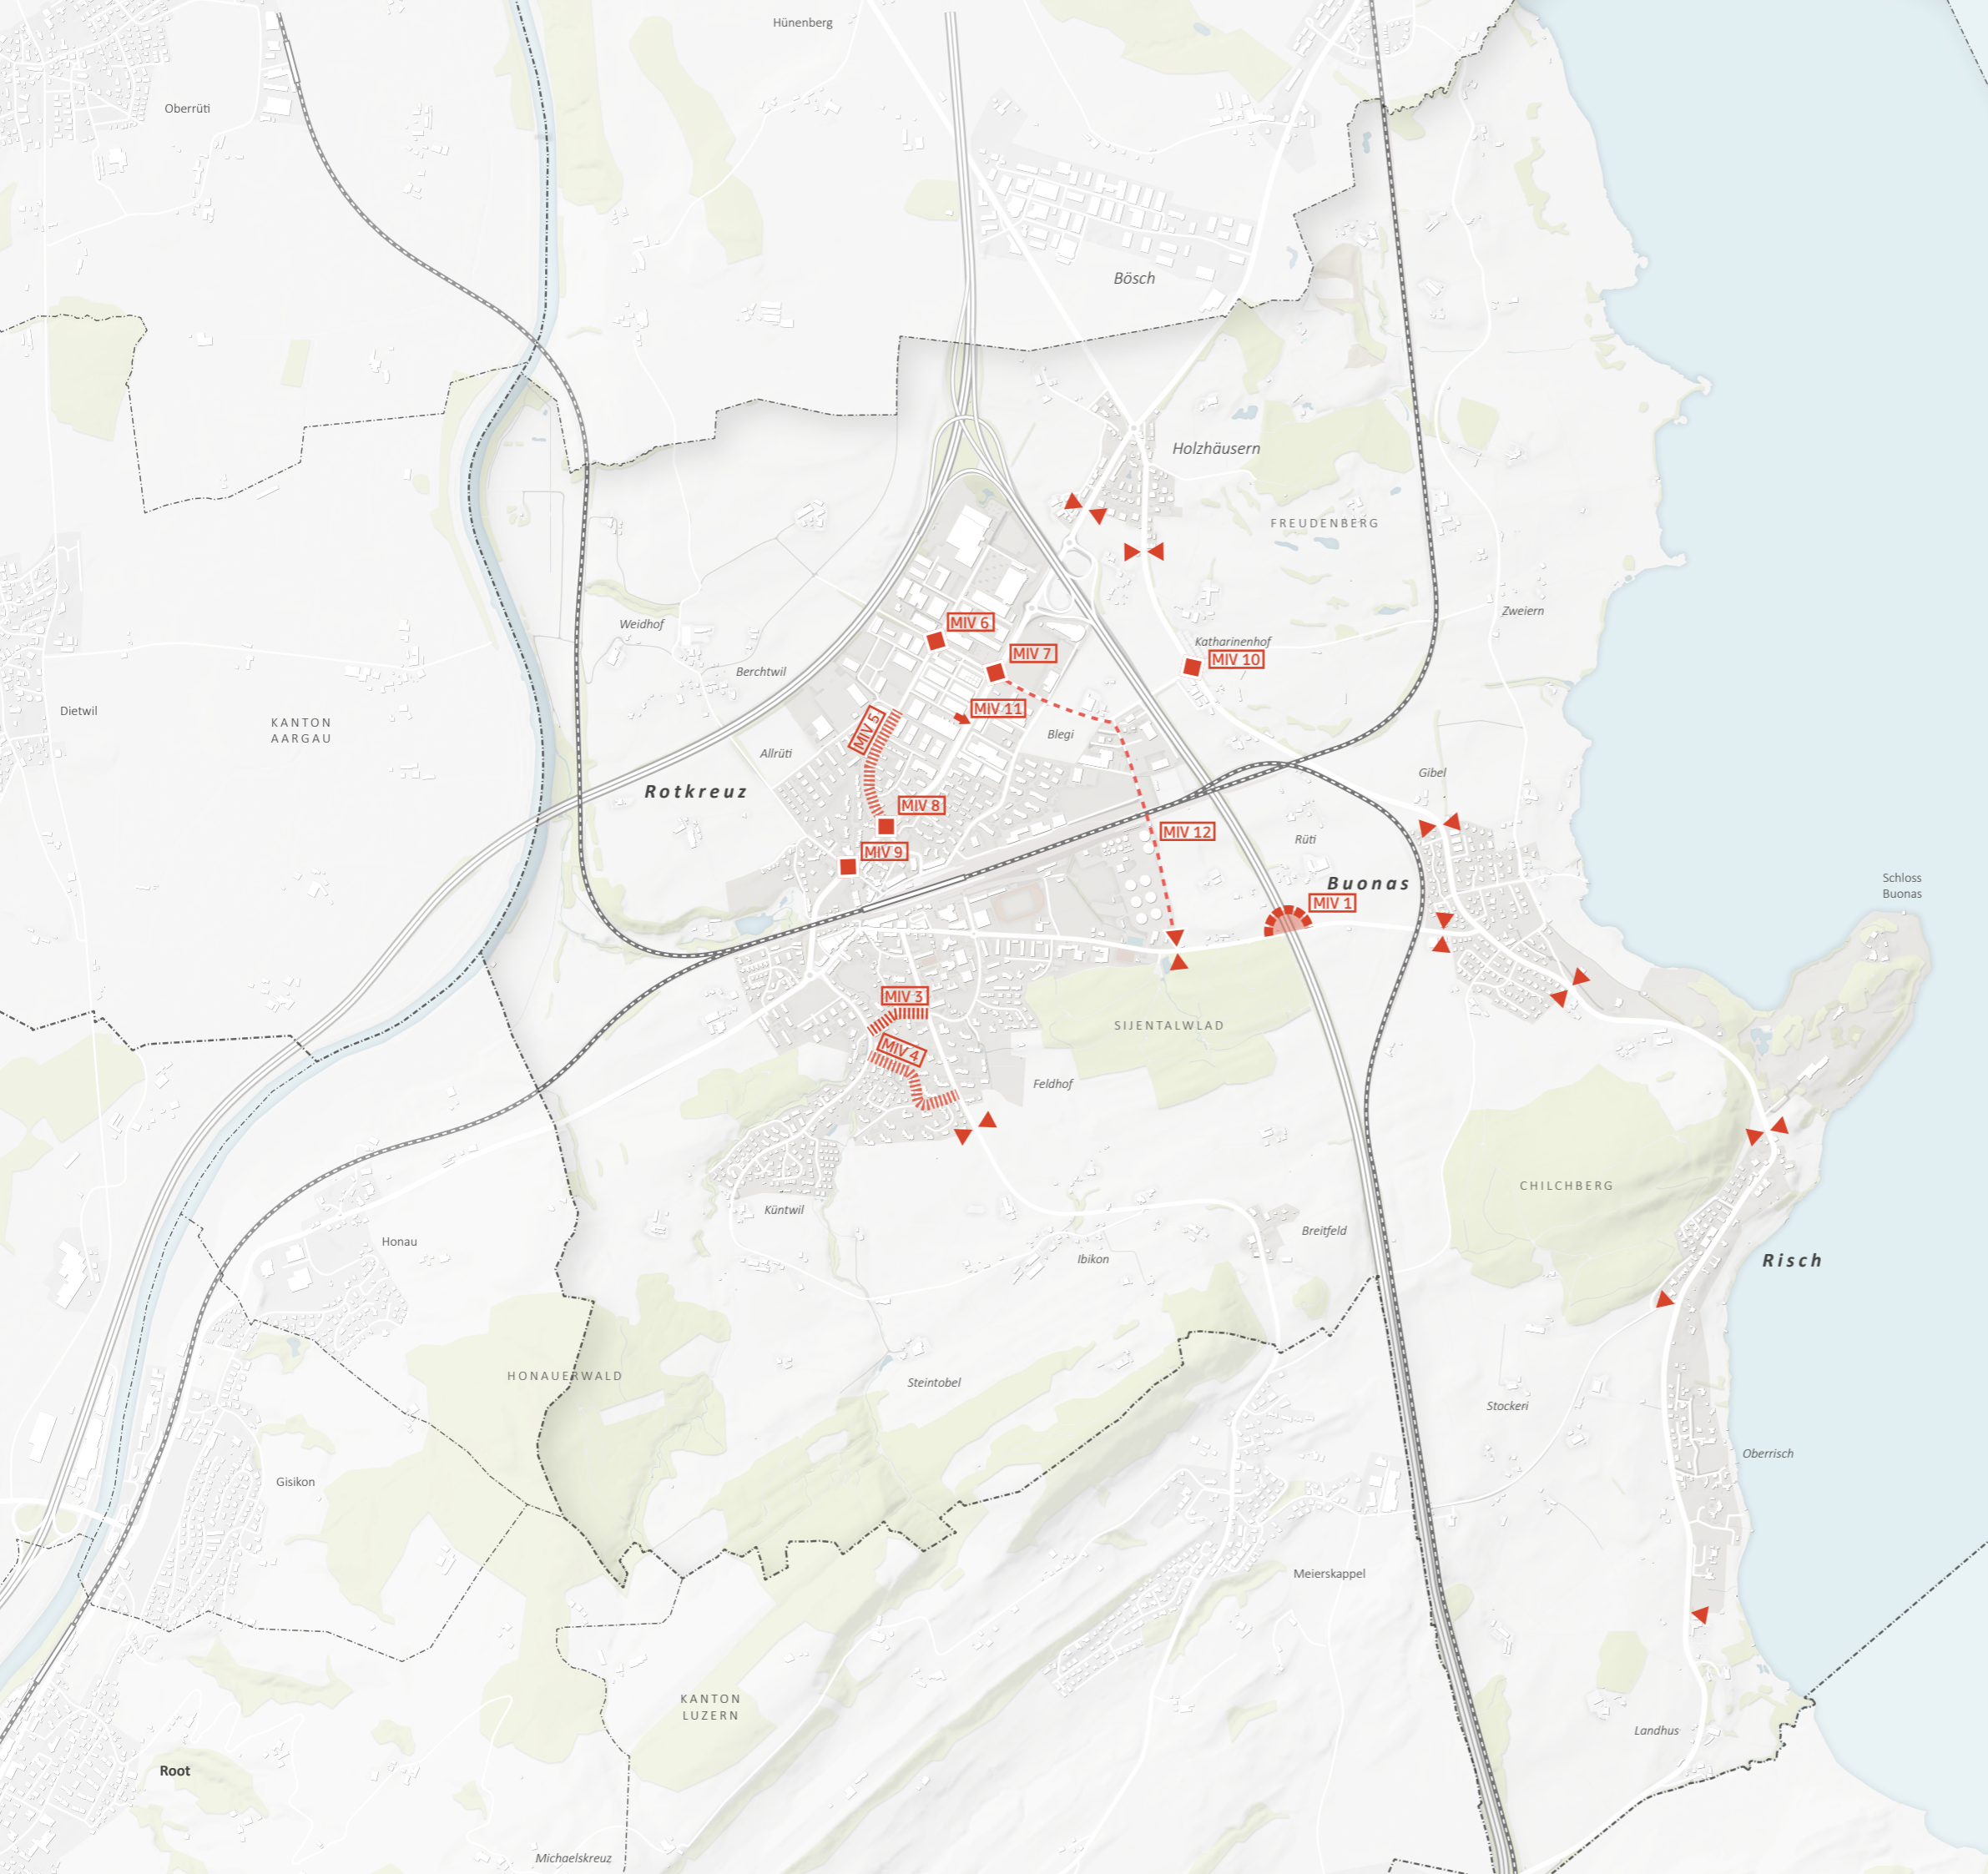 Hünenberg
Oberrüti
Bösch
Holzhäusern
FREUDENBERG
Zweiern
Weidhof
MIV 6
Katharinenhof
MIV 7
MIV 10
Berchtwil
Dietwil
KANTON
AARGAU
MIV 11
MIV 5
Blegi
Allrüti
Gibel
Rotkreuz
MIV 8
MIV 12
Rüti
MIV 9
Buonas
Schloss
Buonas
MIV 1
MIV 3
SIJENTALWLAD
MIV 4
Feldhof
CHILCHBERG
Küntwil
Breitfeld
Honau
Ibikon
Risch
HONAUERWALD
Steintobel
Stockeri
Oberrisch
Gisikon
Meierskappel
KANTON
LUZERN
Landhus
Root
Michaelskreuz